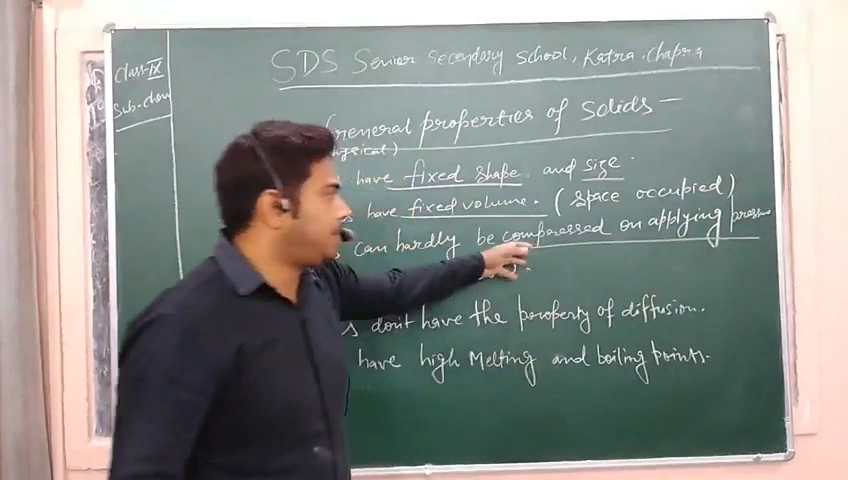 SDS Senior Secondary School, Katra.
Class-IX
Sub-chem
General properties of solids-
have fixed shape and size.
have fixed volume. (space occupied)
can hardly be compressed on applying pressure
don't have the property of diffusion.
have high Melting and boiling points.